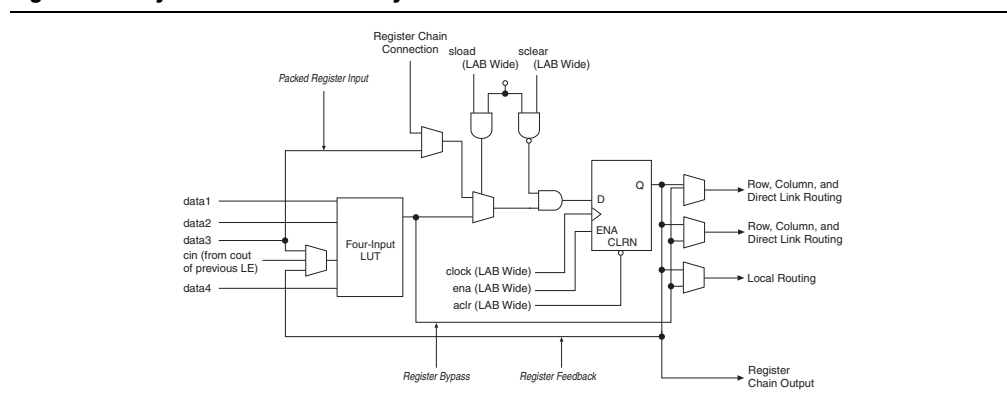 Register Chain
Connection
sload
(LAB Wide)
sclear
(LAB Wide)
Packed Register Input
data1
data2
data3
cin (from cout
of previous LE)
data4
Four-Input
LUT
Q
D
ENA
CLRN
clock (LAB Wide)
ena (LAB Wide)
aclr (LAB Wide)
Row, Column, and
Direct Link Routing
Row, Column, and
Direct Link Routing
Local Routing
Register Bypass
Register Feedback
Register
Chain Output